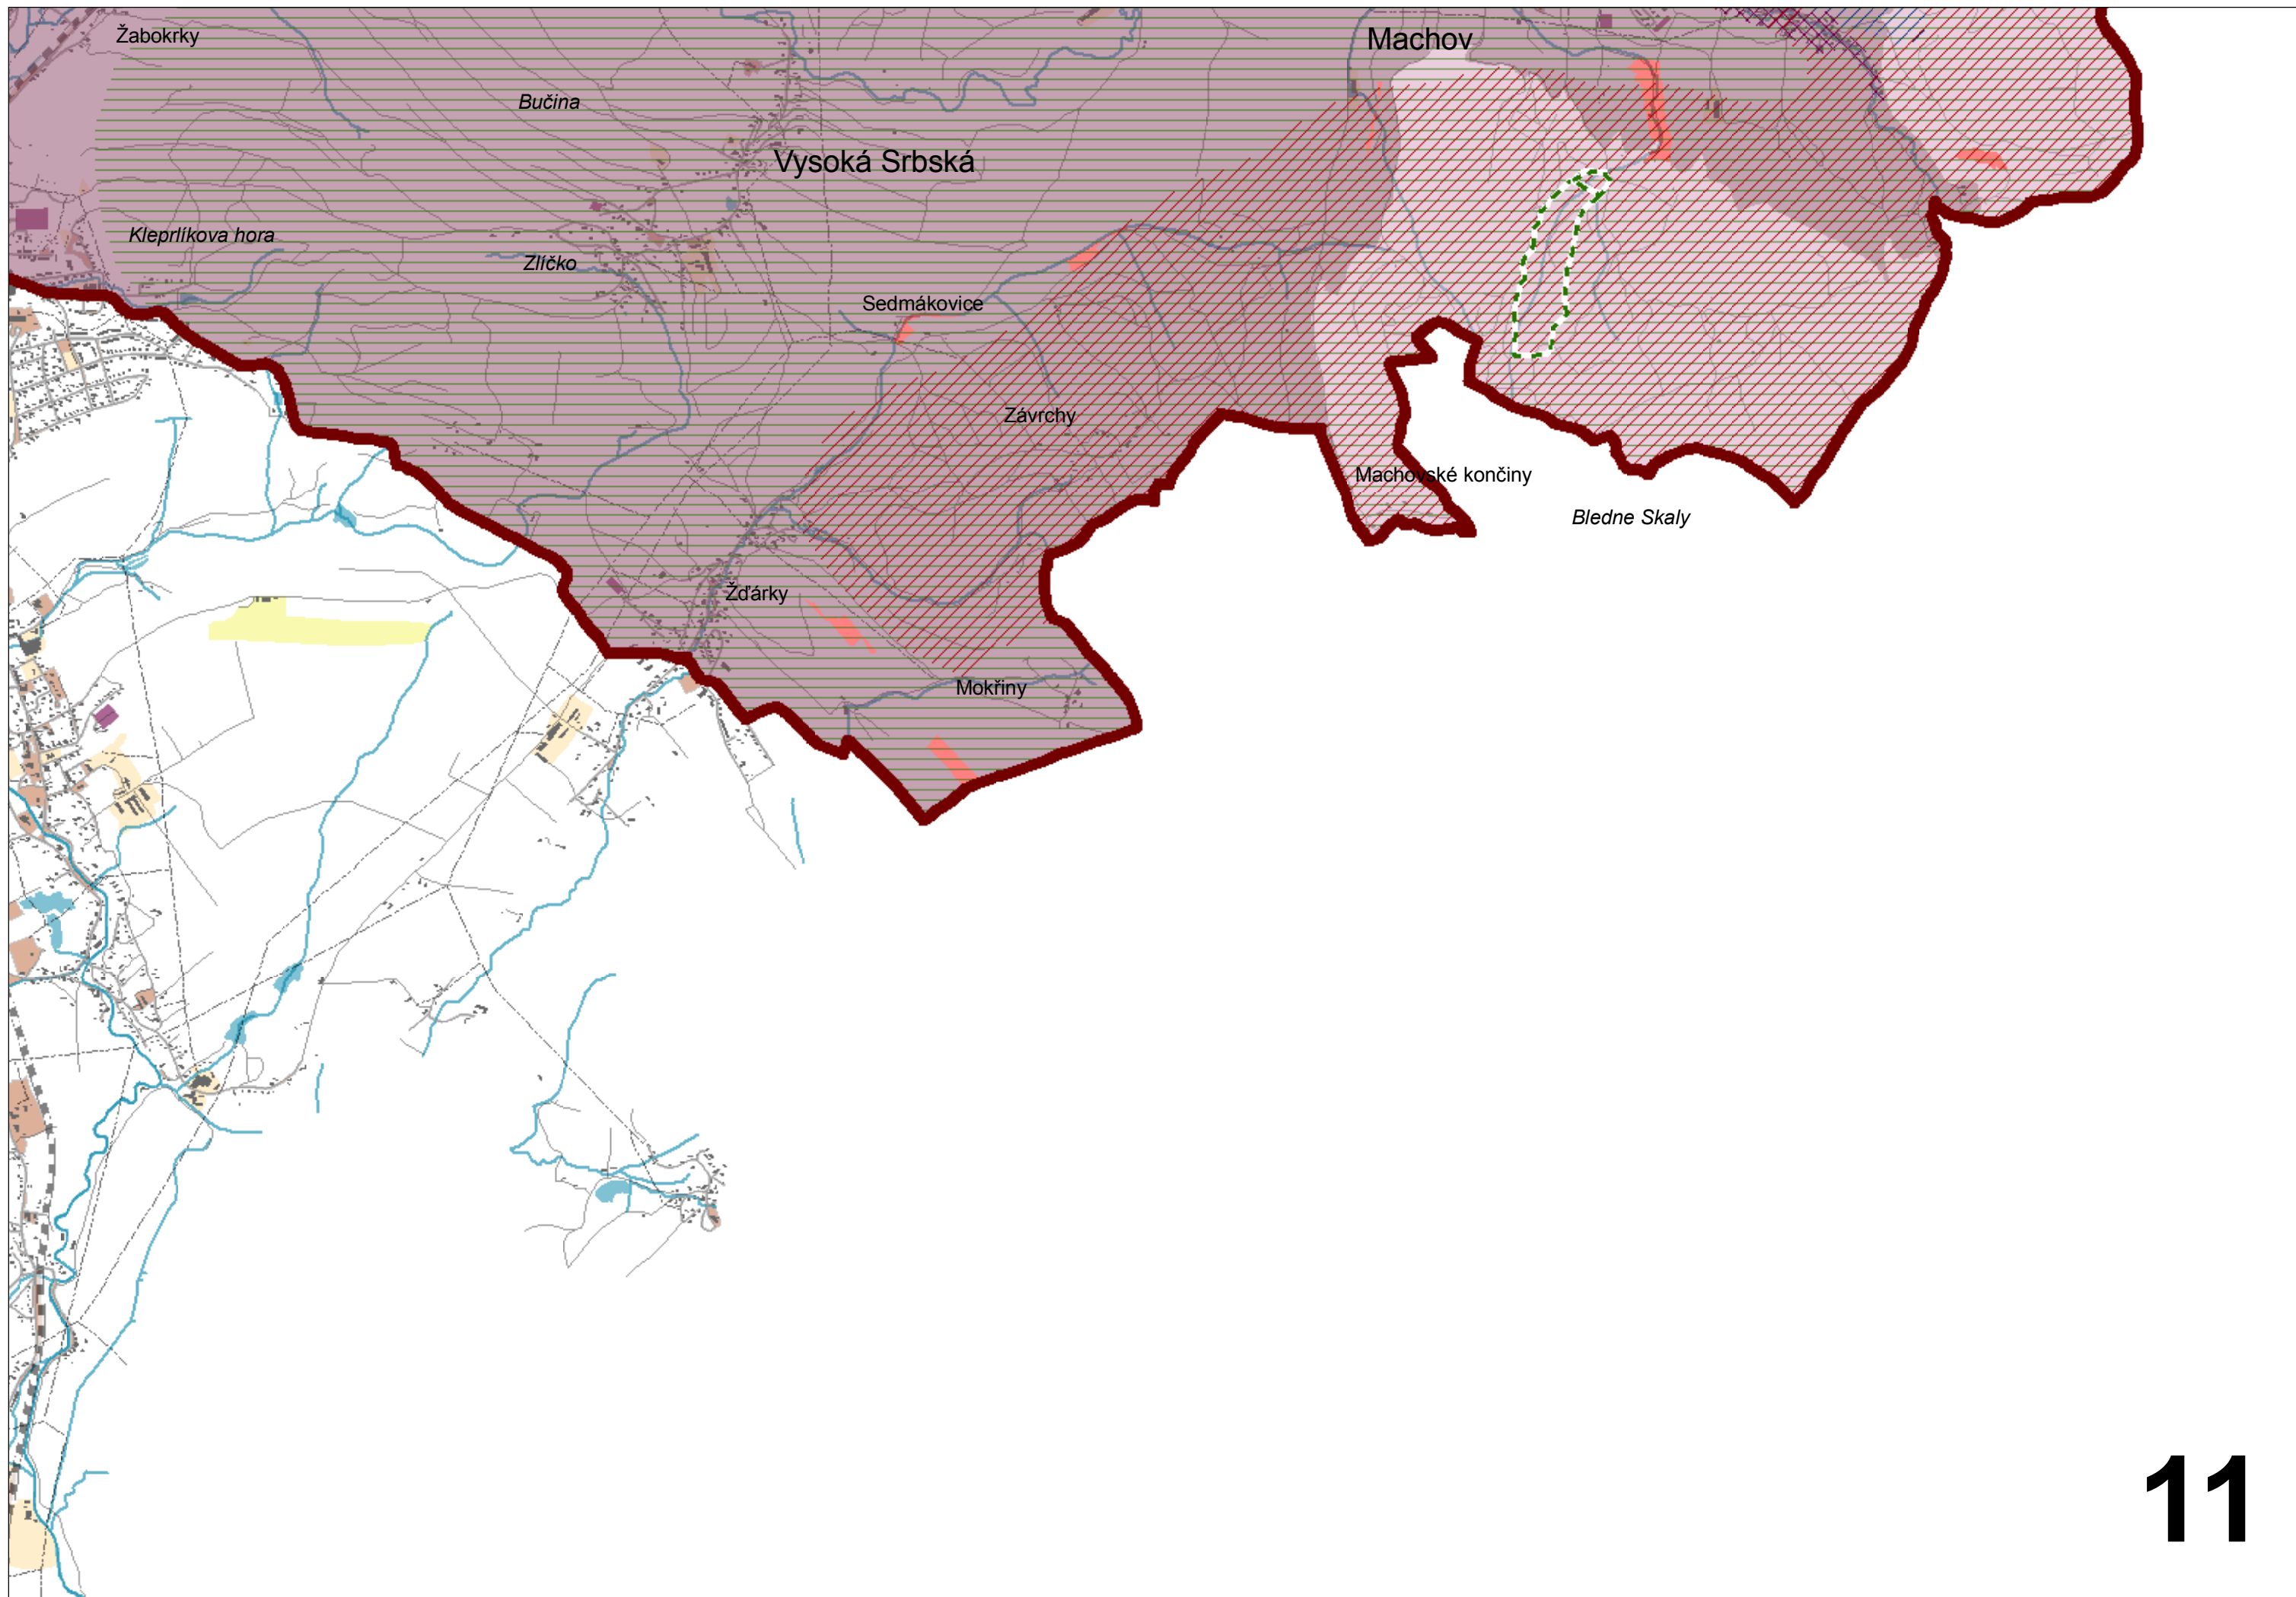 Žabokrky
Machov
Bučina
Vysoká Srbská
Kleprlíkova hora
Zlíčko
Sedmákovice
Závrchy
Machovské končiny
Bledne Skaly
Žďárky
Mokřiny
11